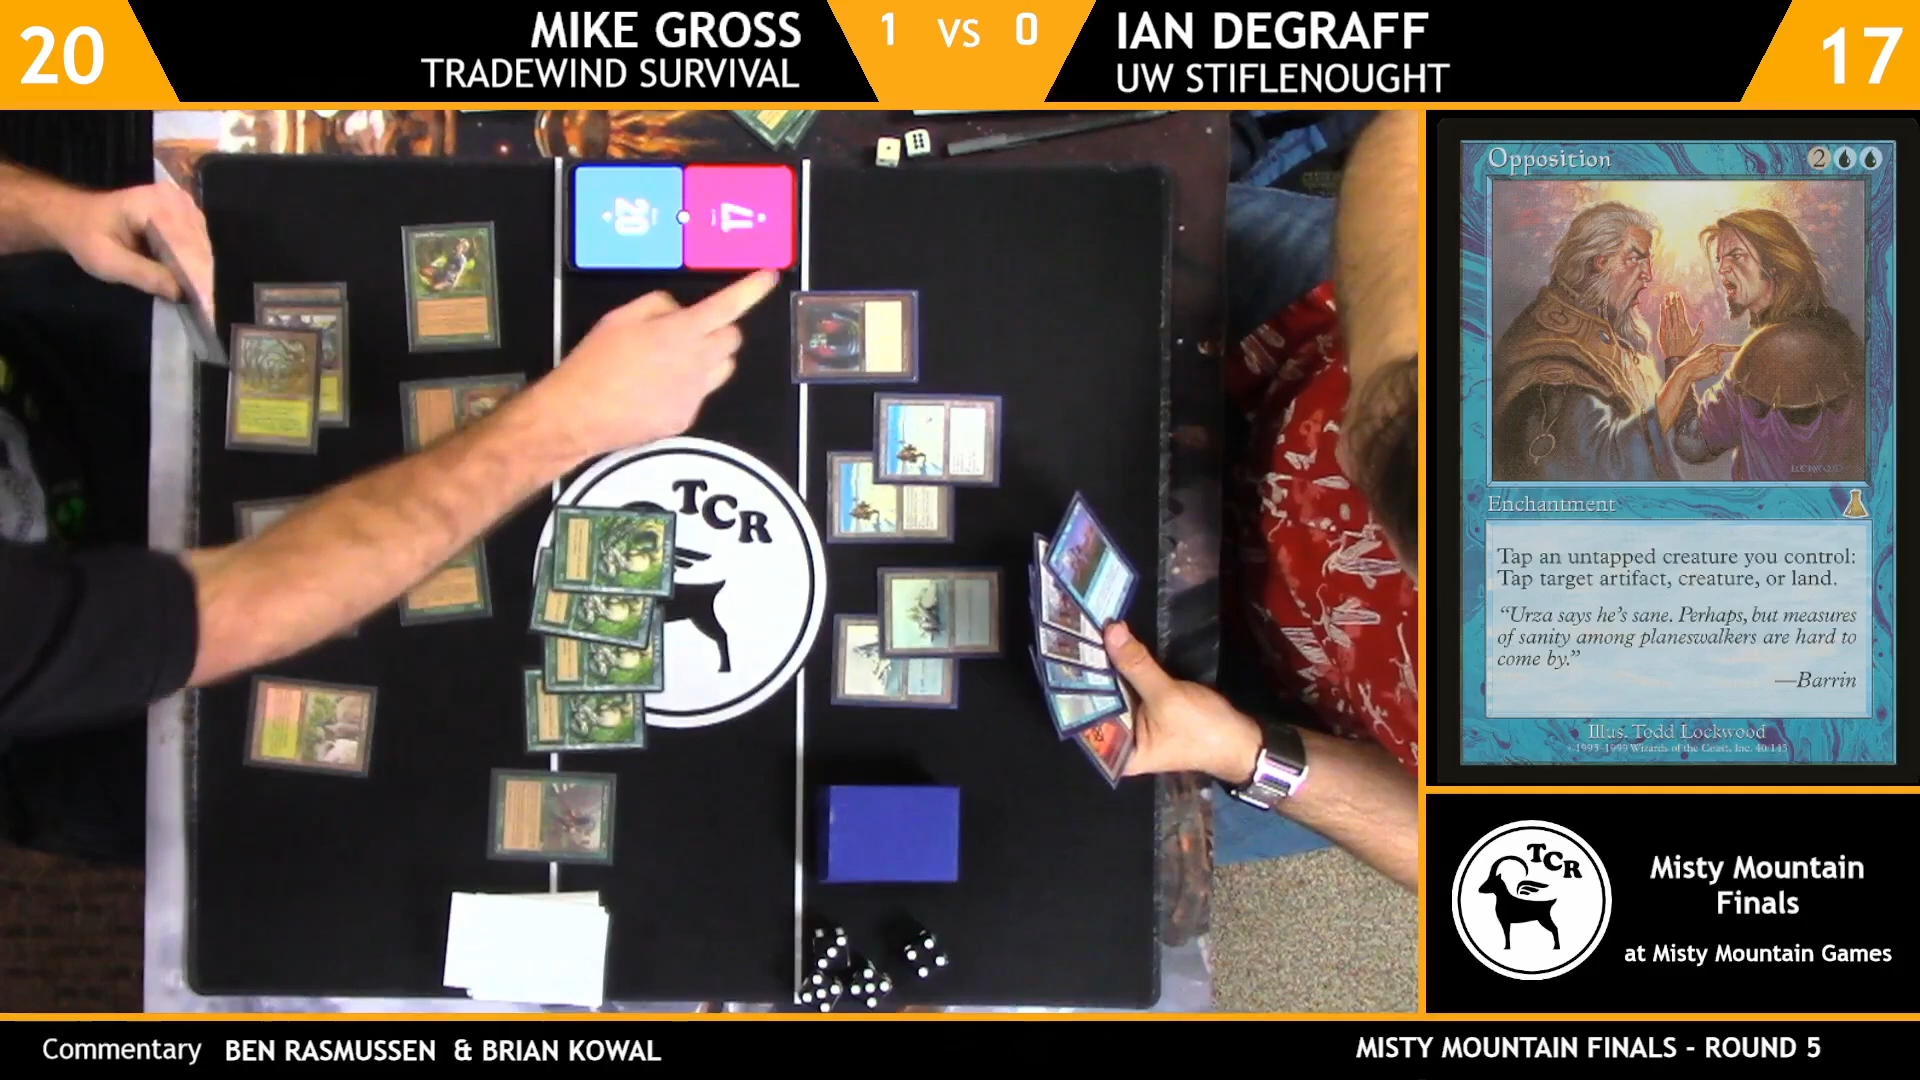 20
MIKE GROSS
TRADEWIND SURVIVAL
1 VS 0
IAN DEGRAFF
UW STIFLENOUGHT
17
20
17
TCR
Opposition 2
Enchantment
Tap an untapped creature you control:
Tap target artifact, creature, or land.
"Urza says he's sane. Perhaps, but measures
of sanity among planeswalkers are hard to
come by."
—Barrin
Illus. Todd Lockwood
TCR
Misty Mountain
Finals
at Misty Mountain Games
Commentary BEN RASMUSSEN & BRIAN KOWAL
MISTY MOUNTAIN FINALS - ROUND 5